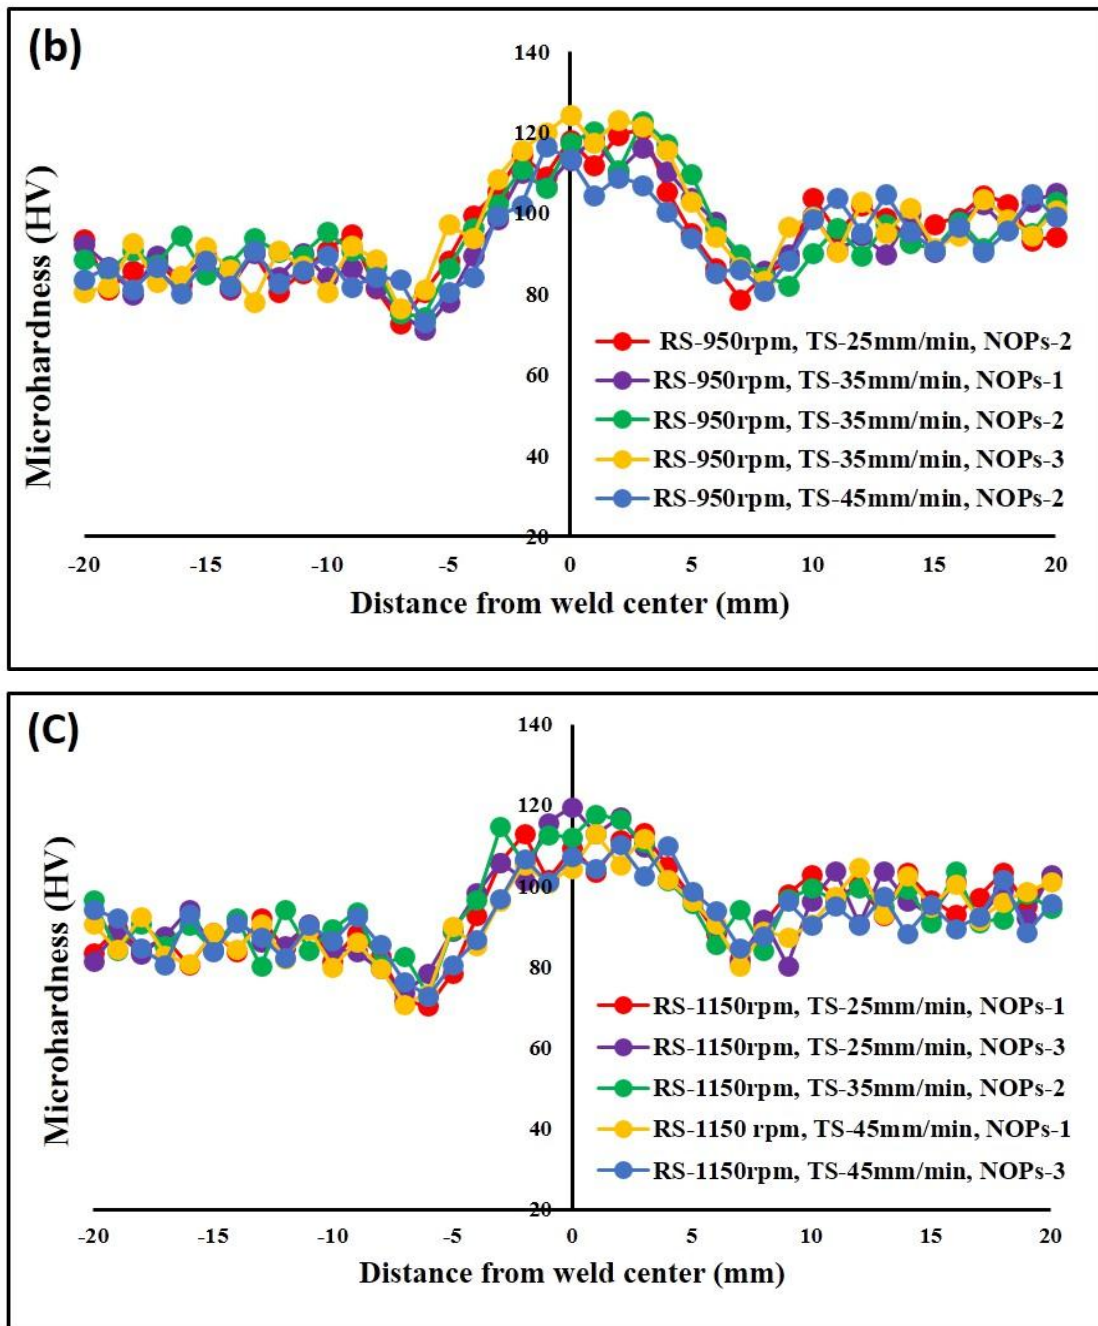 (b)
140
120
100
80
60
40
20
Microhardness (HV)
RS-950rpm, TS-25mm/min, NOPs-2
RS-950rpm, TS-35mm/min, NOPs-1
RS-950rpm, TS-35mm/min, NOPs-2
RS-950rpm, TS-35mm/min, NOPs-3
RS-950rpm, TS-45mm/min, NOPs-2
-20 -15 -10 -5 0 5 10 15 20
Distance from weld center (mm)
(C)
140
120
100
80
60
40
20
Microhardness (HV)
RS-1150rpm, TS-25mm/min, NOPs-1
RS-1150rpm, TS-25mm/min, NOPs-3
RS-1150rpm, TS-35mm/min, NOPs-2
RS-1150 rpm, TS-45mm/min, NOPs-1
RS-1150rpm, TS-45mm/min, NOPs-3
-20 -15 -10 -5 0 5 10 15 20
Distance from weld center (mm)